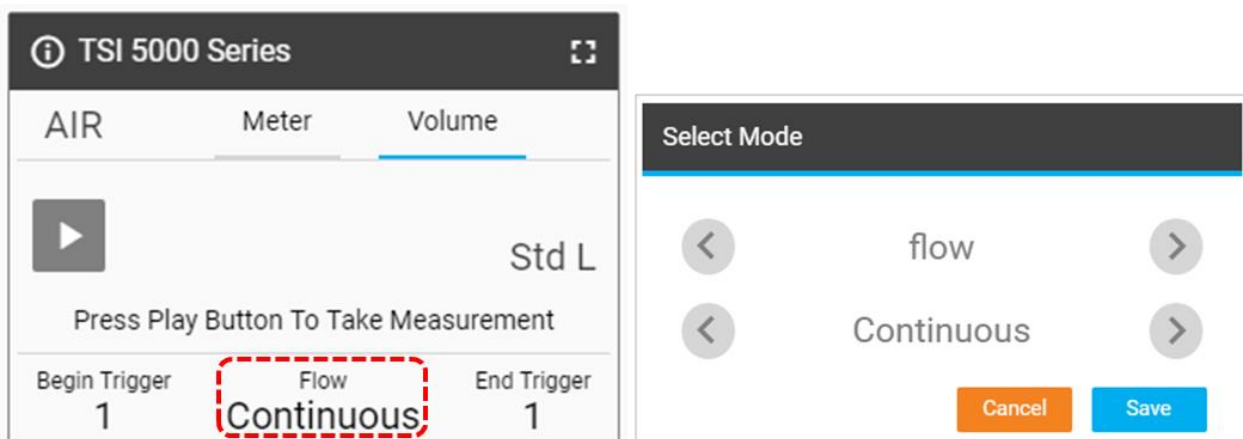 TSI 5000 Series
AIR Meter Volume
Std L
Press Play Button To Take Measurement
Begin Trigger Flow End Trigger
1 Continuous 1
Select Mode
flow
Continuous
Cancel Save